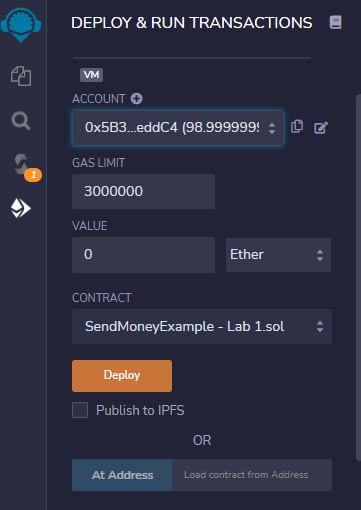 DEPLOY & RUN TRANSACTIONS
VM
ACCOUNT
0x5B3...eddC4 (98.9999999
GAS LIMIT
3000000
VALUE
0
Ether
CONTRACT
SendMoneyExample - Lab 1.sol
1
Deploy
Publish to IPFS
OR
At Address
Load contract from Address